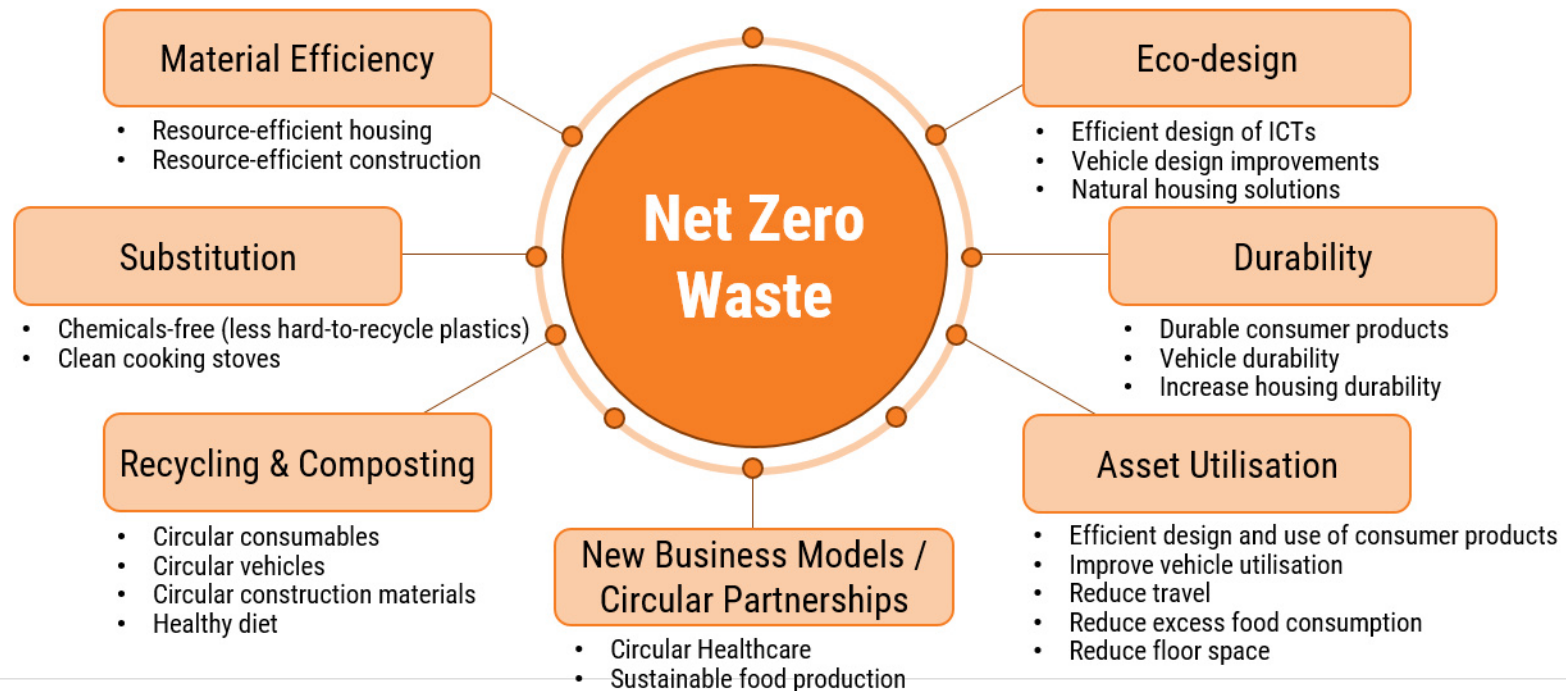 Material Efficiency
• Resource-efficient housing
• Resource-efficient construction
Substitution
• Chemicals-free (less hard-to-recycle plastics)
• Clean cooking stoves
Recycling & Composting
• Circular consumables
• Circular vehicles
• Circular construction materials
• Healthy diet
Net Zero
Waste
New Business Models /
Circular Partnerships
• Circular Healthcare
• Sustainable food production
Eco-design
• Efficient design of ICTs
• Vehicle design improvements
• Natural housing solutions
Durability
• Durable consumer products
• Vehicle durability
• Increase housing durability
Asset Utilisation
• Efficient design and use of consumer products
• Improve vehicle utilisation
• Reduce travel
• Reduce excess food consumption
• Reduce floor space